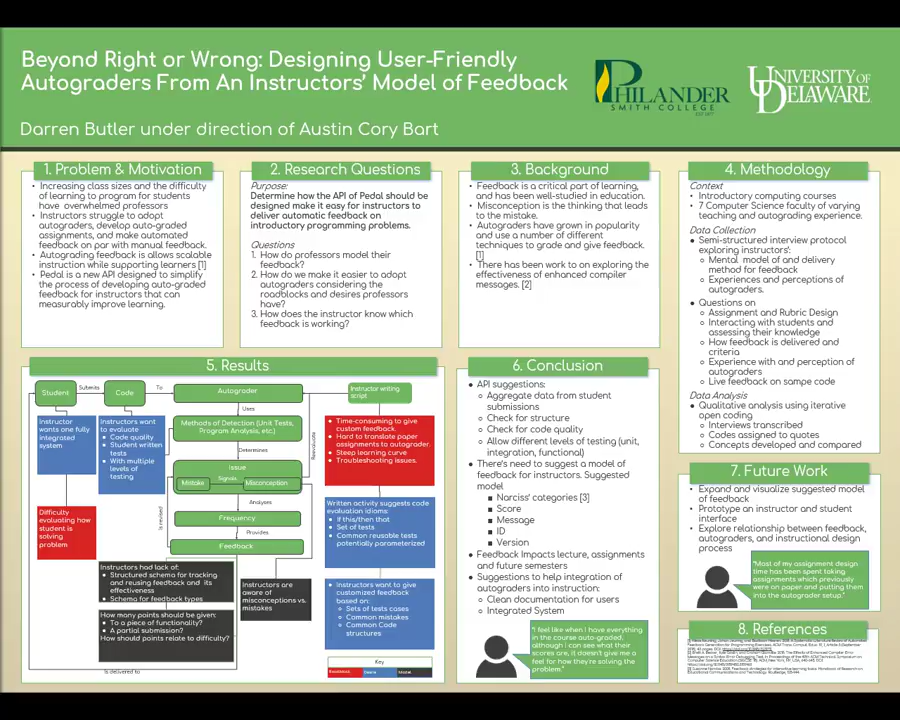 Beyond Right or Wrong: Designing User-Friendly
Autograders From An Instructors' Model of Feedback
Darren Butler under direction of Austin Cory Bart
PHILANDER
SMITH COLLEGE
UNIVERSITY OF
DELAWARE
1. Problem & Motivation
• Increasing class sizes and the difficulty
of learning to program for students
have overwhelmed professors
• Instructors struggle to adopt
autograders, develop auto-graded
assignments, and make automated
feedback on par with manual feedback.
• Autograding feedback is allows scalable
instruction while supporting learners [1]
• Pedal is a new API designed to simplify
the process of developing auto-graded
feedback for instructors that can
measurably improve learning.
2. Research Questions
Purpose:
Determine how the API of Pedal should be
designed make it easy for instructors to
deliver automatic feedback on
introductory programming problems.
Questions
1. How do professors model their
feedback?
2. How do we make it easier to adopt
autograders considering the
roadblocks and desires professors
have?
3. How does the instructor know which
feedback is working?
3. Background
• Feedback is a critical part of learning,
and has been well-studied in education.
• Misconception is the thinking that leads
to the mistake.
• Autograders have grown in popularity
and use a number of different
techniques to grade and give feedback.
[1]
• There has been work to on exploring the
effectiveness of enhanced compiler
messages. [2]
4. Methodology
Context
• Introductory computing courses
• 7 Computer Science faculty of varying
teaching and autograding experience.
Data Collection
● Semi-structured interview protocol
exploring instructors':
○ Mental model of and delivery
method for feedback
○ Experiences and perceptions of
autograders.
● Questions on
○ Assignment and Rubric Design
○ Interacting with students and
assessing their knowledge
○ How feedback is delivered and
criteria
○ Experience with and perception of
autograders
○ Live feedback on sampe code
Data Analysis
● Qualitative analysis using iterative
open coding
○ Interviews transcribed
○ Codes assigned to quotes
○ Concepts developed and compared
5. Results
Student
Submits
Code
To
Autograder
Instructor writing
script
Uses
Methods of Detection (Unit Tests,
Program Analysis, etc.)
Determines
Issue
Mistake
Signals
Misconception
Analyses
Frequency
Provides
Feedback
Reevaluate
Is revised
Is delivered to
Instructor
wants one fully
integrated
system
Instructors want
to evaluate
● Code quality
● Student written
tests
● With multiple
levels of
testing
● Time-consuming to give
custom feedback.
● Hard to translate paper
assignments to autograder.
● Steep learning curve
● Troubleshooting issues.
Difficulty
evaluating how
student is
solving
problem
Written activity suggests code
evaluation idioms:
● If this/then that
● Set of tests
● Common reusable tests
potentially parameterized
Instructors had lack of:
● Structured schema for tracking
and reusing feedback and its
effectiveness
● Schema for feedback types
Instructors are
aware of
misconceptions vs.
mistakes
● Instructors want to give
customized feedback
based on:
○ Sets of tests cases
○ Common mistakes
○ Common Code
structures
How many points should be given:
● To a piece of functionality?
● A partial submission?
How should points relate to difficulty?
Key
Roadblock
Desire
Model
6. Conclusion
● API suggestions:
○ Aggregate data from student
submissions
○ Check for structure
○ Check for code quality
○ Allow different levels of testing (unit,
integration, functional)
● There's need to suggest a model of
feedback for instructors. Suggested
model
■ Narciss' categories [3]
■ Score
■ Message
■ ID
■ Version
● Feedback Impacts lecture, assignments
and future semesters
● Suggestions to help integration of
autograders into instruction:
○ Clean documentation for users
○ Integrated System
"I feel like when I have everything
in the course auto-graded,
although I can see what their
scores are, it doesn't give me a
feel for how they're solving the
problem."
7. Future Work
• Expand and visualize suggested model
of feedback
• Prototype an instructor and student
interface
• Explore relationship between feedback,
autograders, and instructional design
process
"Most of my assignment design
time has been spent taking
assignments which previously
were on paper and putting them
into the autograder setup."
8. References